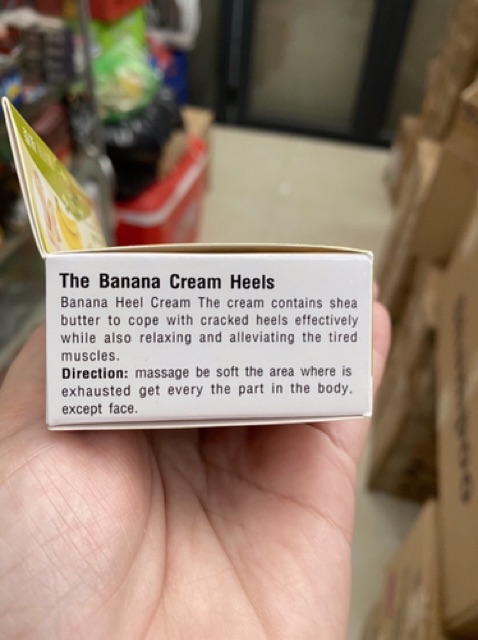 The Banana Cream Heels
Banana Heel Cream The cream contains shea
butter to cope with cracked heels effectively
while also relaxing and alleviating the tired
muscles.
Direction: massage be soft the area where is
exhausted get every the part in the body.
except face.